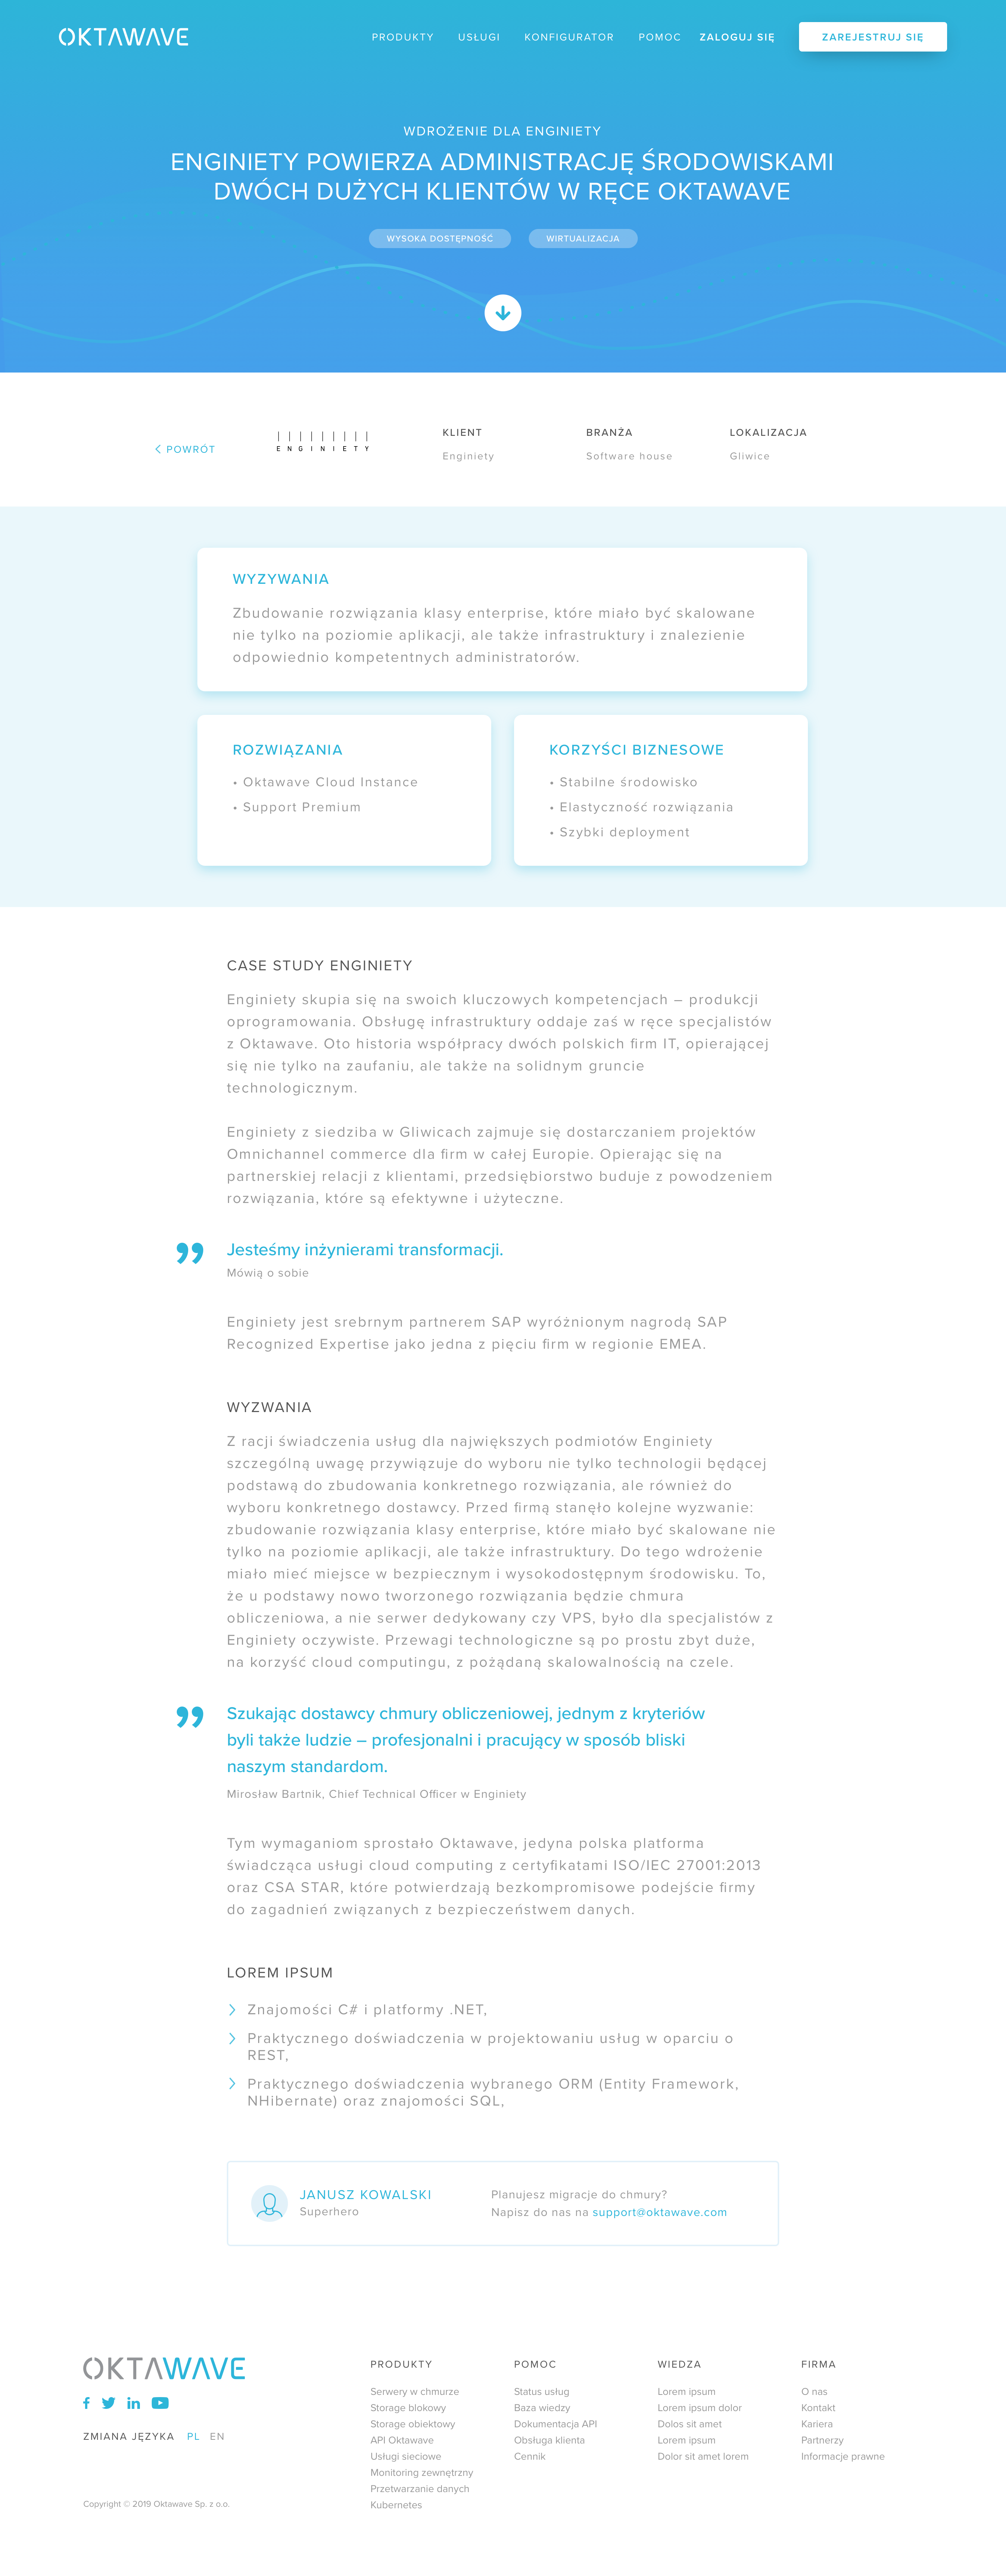 OKTAWAVE
PRODUKTY USŁUGI KONFIGURATOR POMOC ZALOGUJ SIĘ ZAREJESTRUJ SIĘ
WDROŻENIE DLA ENGINIETY
ENGINIETY POWIERZA ADMINISTRACJĘ ŚRODOWISKAMI
DWÓCH DUŻYCH KLIENTÓW W RĘCE OKTAWAVE
WYSOKA DOSTĘPNOŚĆ WIRTUALIZACJA
POWRÓT
ENGINIETY
KLIENT
Enginiety
BRANŻA
Software house
LOKALIZACJA
Gliwice
WYZYWANIA
Zbudowanie rozwiązania klasy enterprise, które miało być skalowane
nie tylko na poziomie aplikacji, ale także infrastruktury i znalezienie
odpowiednio kompetentnych administratorów.
ROZWIĄZANIA
• Oktawave Cloud Instance
• Support Premium
KORZYŚCI BIZNESOWE
• Stabilne środowisko
• Elastyczność rozwiązania
• Szybki deployment
CASE STUDY ENGINIETY
Enginiety skupia się na swoich kluczowych kompetencjach – produkcji
oprogramowania. Obsługę infrastruktury oddaje zaś w ręce specjalistów
z Oktawave. Oto historia współpracy dwóch polskich firm IT, opierającej
się nie tylko na zaufaniu, ale także na solidnym gruncie
technologicznym.
Enginiety z siedziba w Gliwicach zajmuje się dostarczaniem projektów
Omnichannel commerce dla firm w całej Europie. Opierając się na
partnerskiej relacji z klientami, przedsiębiorstwo buduje z powodzeniem
rozwiązania, które są efektywne i użyteczne.
Jesteśmy inżynierami transformacji.
Mówią o sobie
Enginiety jest srebrnym partnerem SAP wyróżnionym nagrodą SAP
Recognized Expertise jako jedna z pięciu firm w regionie EMEA.
WYZWANIA
Z racji świadczenia usług dla największych podmiotów Enginiety
szczególną uwagę przywiązuje do wyboru nie tylko technologii będącej
podstawą do zbudowania konkretnego rozwiązania, ale również do
wyboru konkretnego dostawcy. Przed firmą stanęło kolejne wyzwanie:
zbudowanie rozwiązania klasy enterprise, które miało być skalowane nie
tylko na poziomie aplikacji, ale także infrastruktury. Do tego wdrożenie
miało mieć miejsce w bezpiecznym i wysokodostępnym środowisku. To,
że u podstawy nowo tworzonego rozwiązania będzie chmura
obliczeniowa, a nie serwer dedykowany czy VPS, było dla specjalistów z
Enginiety oczywiste. Przewagi technologiczne są po prostu zbyt duże,
na korzyść cloud computingu, z pożądaną skalowalnością na czele.
Szukając dostawcy chmury obliczeniowej, jednym z kryteriów
byli także ludzie – profesjonalni i pracujący w sposób bliski
naszym standardom.
Mirosław Bartnik, Chief Technical Officer w Enginiety
Tym wymaganiom sprostało Oktawave, jedyna polska platforma
świadcząca usługi cloud computing z certyfikatami ISO/IEC 27001:2013
oraz CSA STAR, które potwierdzają bezkompromisowe podejście firmy
do zagadnień związanych z bezpieczeństwem danych.
LOREM IPSUM
Znajomości C# i platformy .NET,
Praktycznego doświadczenia w projektowaniu usług w oparciu o
REST,
Praktycznego doświadczenia wybranego ORM (Entity Framework,
NHibernate) oraz znajomości SQL,
JANUSZ KOWALSKI
Superhero
Planujesz migracje do chmury?
Napisz do nas na support@oktawave.com
OKTAWAVE
ZMIANA JĘZYKA PL EN
Copyright © 2019 Oktawave Sp. z o.o.
PRODUKTY
Serwery w chmurze
Storage blokowy
Storage obiektowy
API Oktawave
Usługi sieciowe
Monitoring zewnętrzny
Przetwarzanie danych
Kubernetes
POMOC
Status usług
Baza wiedzy
Dokumentacja API
Obsługa klienta
Cennik
WIEDZA
Lorem ipsum
Lorem ipsum dolor
Dolos sit amet
Lorem ipsum
Dolor sit amet lorem
FIRMA
O nas
Kontakt
Kariera
Partnerzy
Informacje prawne